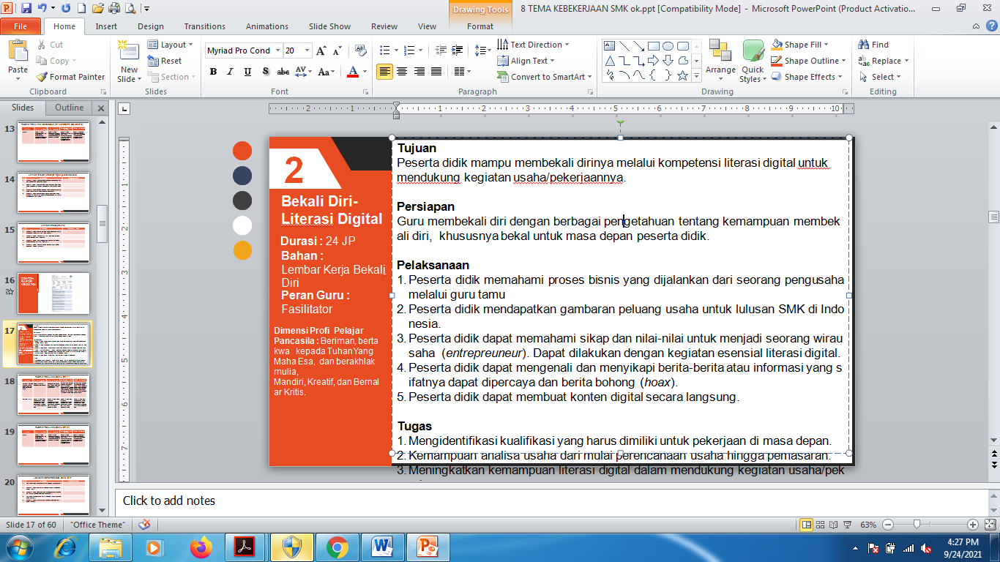 Drawing Tools
8 TEMA KEBEKERJAAN SMK ok.ppt [Compatibility Mode] - Microsoft PowerPoint (Product Activatio...
File Home Insert Design Transitions Animations Slide Show Review View Format
Paste
Cut
Copy
Format Painter
Clipboard
New Slide
Layout
Reset
Section
Slides
Myriad Pro Cond 20
B I U S abc AV Aa A
Font
Text Direction
Align Text
Convert to SmartArt
Paragraph
Arrange
Quick Styles
Shape Fill
Shape Outline
Shape Effects
Drawing
Find
Replace
Select
Editing
Slides Outline
13
14
15
16
17
18
19
20
2
Bekali Diri-
Literasi Digital
Durasi : 24 JP
Bahan :
Lembar Kerja Bekali
Diri
Peran Guru :
Fasilitator
Dimensi Profi Pelajar
Pancasila : Beriman, berta
kwa kepada Tuhan Yang
Maha Esa, dan berakhlak
mulia,
Mandiri, Kreatif, dan Bernal
ar Kritis.
Tujuan
Peserta didik mampu membekali dirinya melalui kompetensi literasi digital untuk
mendukung kegiatan usaha/pekerjaannya.
Persiapan
Guru membekali diri dengan berbagai pengetahuan tentang kemampuan membek
ali diri, khususnya bekal untuk masa depan peserta didik.
Pelaksanaan
1. Peserta didik memahami proses bisnis yang dijalankan dari seorang pengusaha
melalui guru tamu
2. Peserta didik mendapatkan gambaran peluang usaha untuk lulusan SMK di Indo
nesia.
3. Peserta didik dapat memahami sikap dan nilai-nilai untuk menjadi seorang wirau
saha (entrepreuneur). Dapat dilakukan dengan kegiatan esensial literasi digital.
4. Peserta didik dapat mengenali dan menyikapi berita-berita atau informasi yang s
ifatnya dapat dipercaya dan berita bohong (hoax).
5. Peserta didik dapat membuat konten digital secara langsung.
Tugas
1. Mengidentifikasi kualifikasi yang harus dimiliki untuk pekerjaan di masa depan.
2. Kemampuan analisa usaha dari mulai perencanaan usaha hingga pemasaran.
3. Meningkatkan kemampuan literasi digital dalam mendukung kegiatan usaha/pek
Click to add notes
Slide 17 of 60 "Office Theme" 63%
4:27 PM
9/24/2021